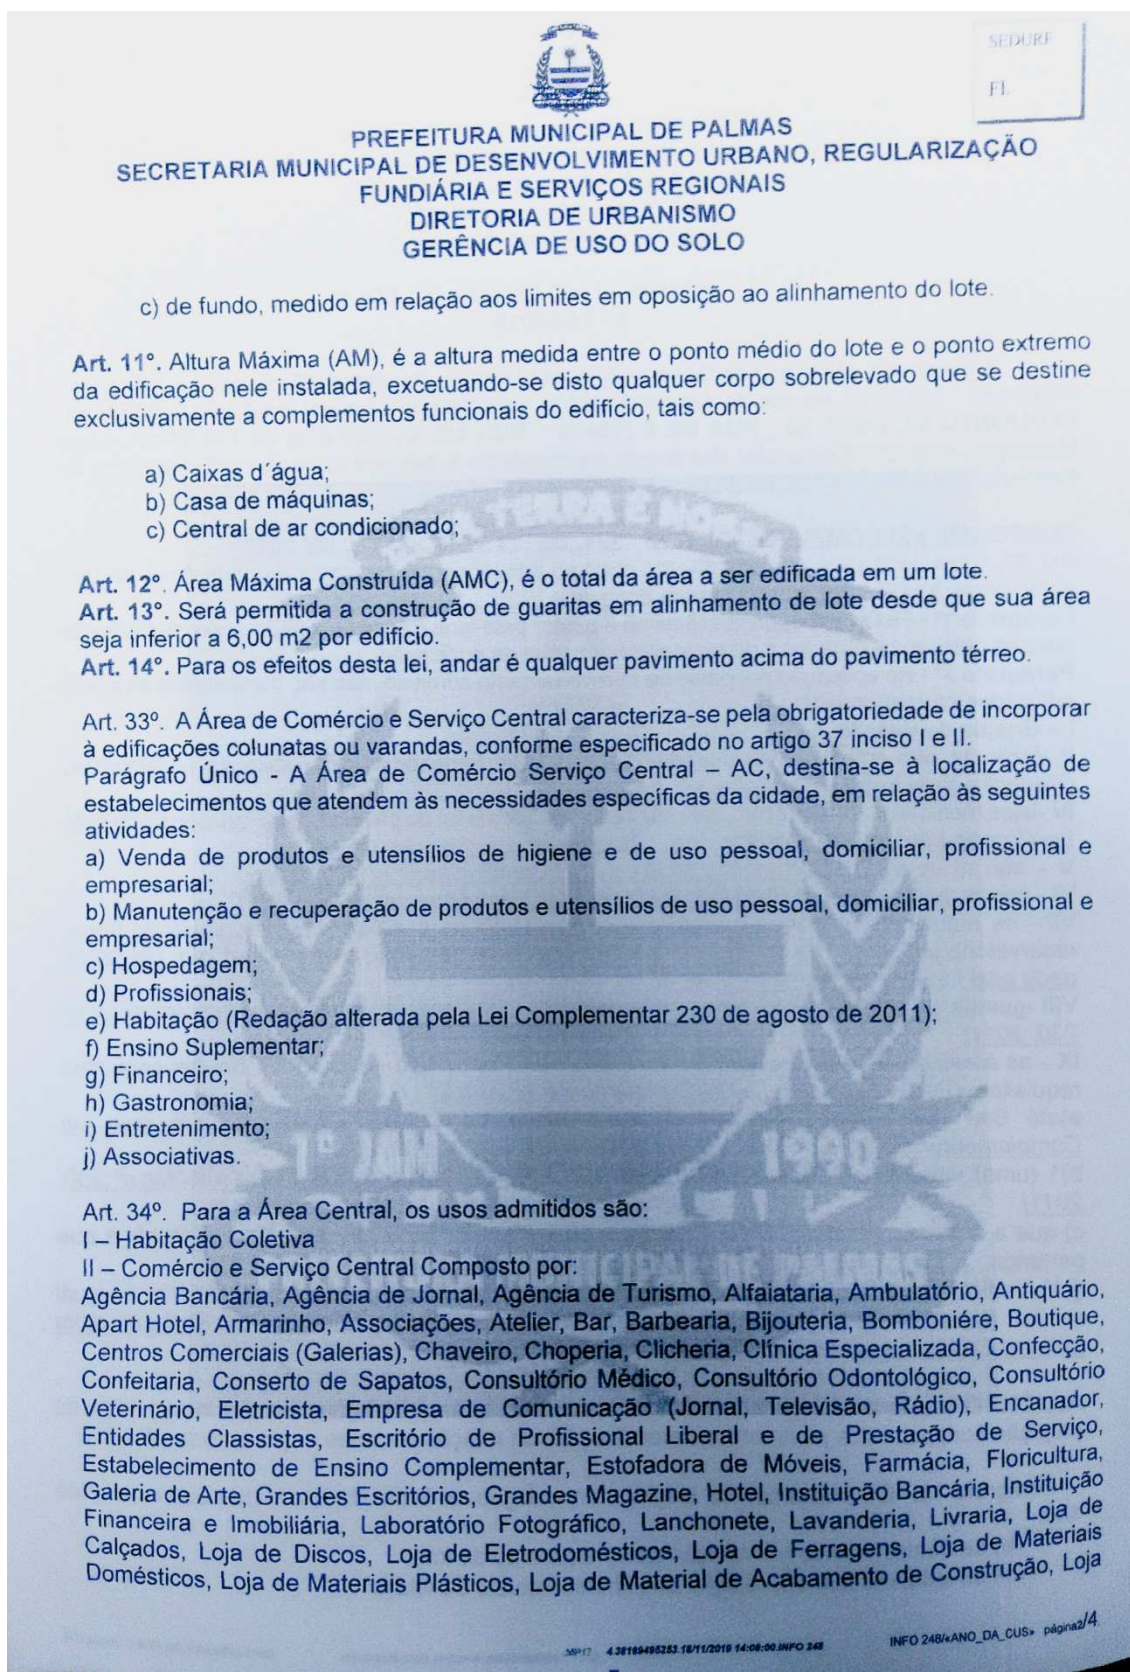 SEDURF
FL
PREFEITURA MUNICIPAL DE PALMAS
SECRETARIA MUNICIPAL DE DESENVOLVIMENTO URBANO, REGULARIZAÇÃO
FUNDIÁRIA E SERVIÇOS REGIONAIS
DIRETORIA DE URBANISMO
GERÊNCIA DE USO DO SOLO
c) de fundo, medido em relação aos limites em oposição ao alinhamento do lote.
Art. 11º. Altura Máxima (AM), é a altura medida entre o ponto médio do lote e o ponto extremo
da edificação nele instalada, excetuando-se disto qualquer corpo sobrelevado que se destine
exclusivamente a complementos funcionais do edifício, tais como:
a) Caixas d´água;
b) Casa de máquinas;
c) Central de ar condicionado;
Art. 12º. Área Máxima Construída (AMC), é o total da área a ser edificada em um lote.
Art. 13º. Será permitida a construção de guaritas em alinhamento de lote desde que sua área
seja inferior a 6,00 m2 por edifício.
Art. 14º. Para os efeitos desta lei, andar é qualquer pavimento acima do pavimento térreo.
Art. 33º. A Área de Comércio e Serviço Central caracteriza-se pela obrigatoriedade de incorporar
à edificações colunatas ou varandas, conforme especificado no artigo 37 inciso I e II.
Parágrafo Único - A Área de Comércio Serviço Central – AC, destina-se à localização de
estabelecimentos que atendem às necessidades específicas da cidade, em relação às seguintes
atividades:
a) Venda de produtos e utensílios de higiene e de uso pessoal, domiciliar, profissional e
empresarial;
b) Manutenção e recuperação de produtos e utensílios de uso pessoal, domiciliar, profissional e
empresarial;
c) Hospedagem;
d) Profissionais;
e) Habitação (Redação alterada pela Lei Complementar 230 de agosto de 2011);
f) Ensino Suplementar;
g) Financeiro;
h) Gastronomia;
i) Entretenimento;
j) Associativas.
Art. 34º. Para a Área Central, os usos admitidos são:
I – Habitação Coletiva
II – Comércio e Serviço Central Composto por:
Agência Bancária, Agência de Jornal, Agência de Turismo, Alfaiataria, Ambulatório, Antiquário,
Apart Hotel, Armarinho, Associações, Atelier, Bar, Barbearia, Bijouteria, Bomboniére, Boutique,
Centros Comerciais (Galerias), Chaveiro, Choperia, Clicheria, Clínica Especializada, Confecção,
Confeitaria, Conserto de Sapatos, Consultório Médico, Consultório Odontológico, Consultório
Veterinário, Eletricista, Empresa de Comunicação (Jornal, Televisão, Rádio), Encanador,
Entidades Classistas, Escritório de Profissional Liberal e de Prestação de Serviço,
Estabelecimento de Ensino Complementar, Estofadora de Móveis, Farmácia, Floricultura,
Galeria de Arte, Grandes Escritórios, Grandes Magazine, Hotel, Instituição Bancária, Instituição
Financeira e Imobiliária, Laboratório Fotográfico, Lanchonete, Lavanderia, Livraria, Loja de
Calçados, Loja de Discos, Loja de Eletrodomésticos, Loja de Ferragens, Loja de Materiais
Domésticos, Loja de Materiais Plásticos, Loja de Material de Acabamento de Construção, Loja
MP17 4.38169495253.18/11/2019 14:08:00.INFO 248
INFO 248/«ANO_DA_CUS» página2/4